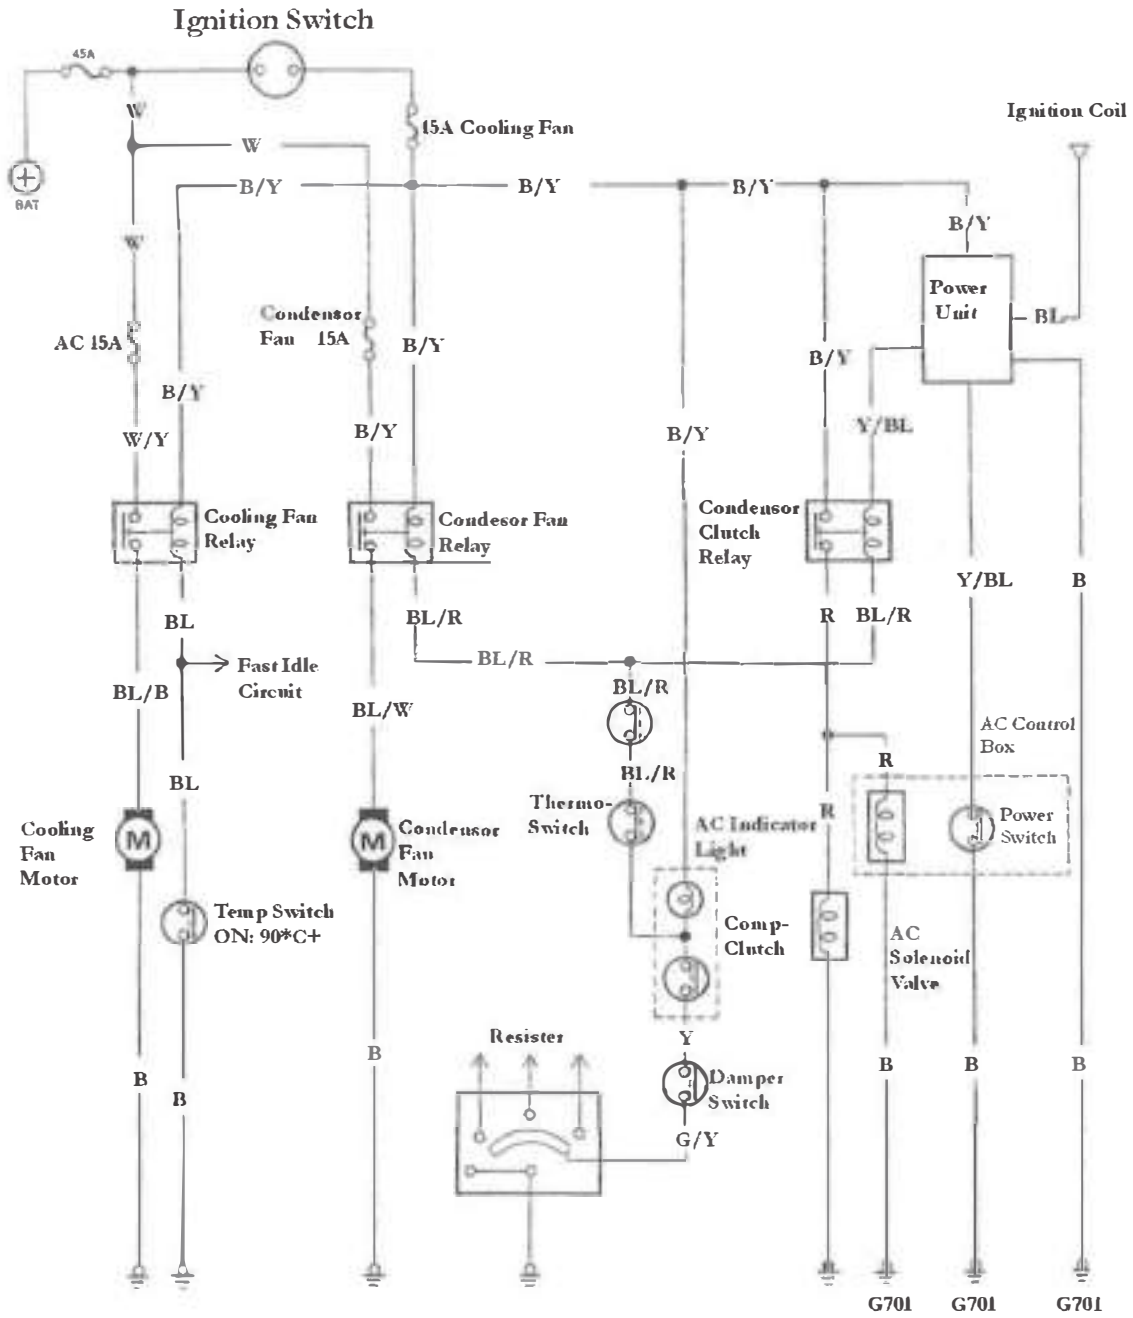 Ignition Switch
45A
W
15A Cooling Fan
Ignition Coil
W
B/Y
B/Y
B/Y
BAT
B/Y
W
Power
Unit
BL
Condensor
Fan 15A
AC 15A
B/Y
B/Y
B/Y
W/Y
B/Y
B/Y
Y/BL
Cooling Fan
Relay
Condesor Fan
Relay
Condensor
Clutch
Relay
Y/BL
B
BL
BL/R
R
BL/R
Fast Idle
Circuit
BL/R
BL/B
BL/R
BL/W
AC Control
Box
BL
BL/R
R
Thermo-
Switch
AC Indicator
Light
R
Power
Switch
Cooling
Fan
Motor
M
M
Condensor
Fan
Motor
Temp Switch
ON: 90*C+
Comp-
Clutch
AC
Solenoid
Valve
Resister
Y
B
B
B
B
B
B
Damper
Switch
B
G/Y
G701
G701
G701